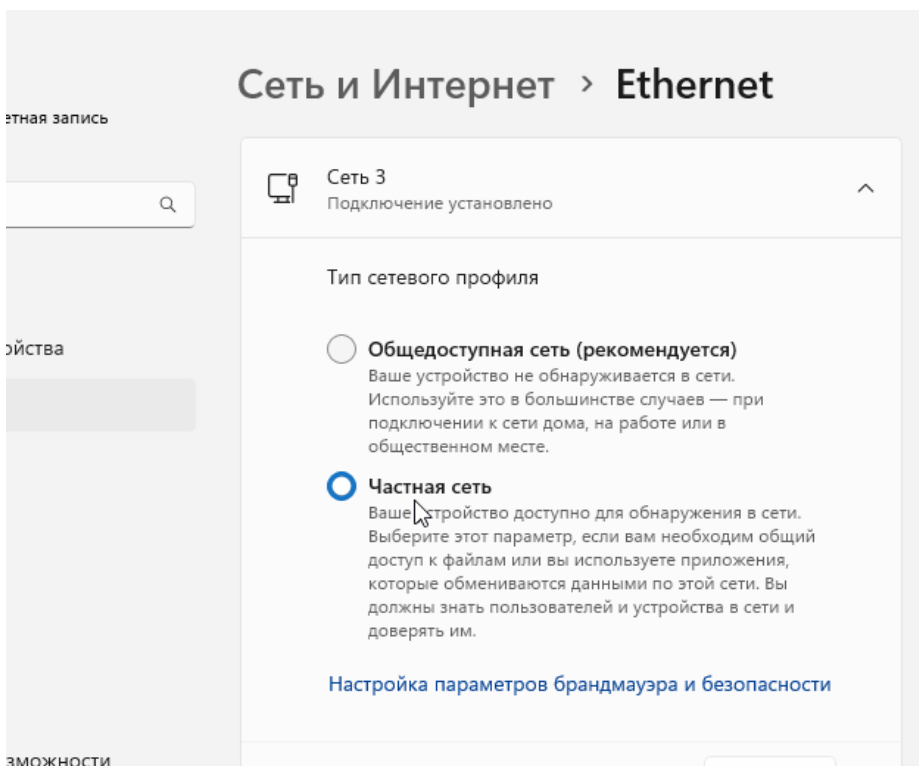 Сеть и Интернет > Ethernet
етная запись
Сеть 3
Подключение установлено
Тип сетевого профиля
ойства
Общедоступная сеть (рекомендуется)
Ваше устройство не обнаруживается в сети.
Используйте это в большинстве случаев — при
подключении к сети дома, на работе или в
общественном месте.
Частная сеть
Ваше устройство доступно для обнаружения в сети.
Выберите этот параметр, если вам необходим общий
доступ к файлам или вы используете приложения,
которые обмениваются данными по этой сети. Вы
должны знать пользователей и устройства в сети и
доверять им.
Настройка параметров брандмауэра и безопасности
зможности